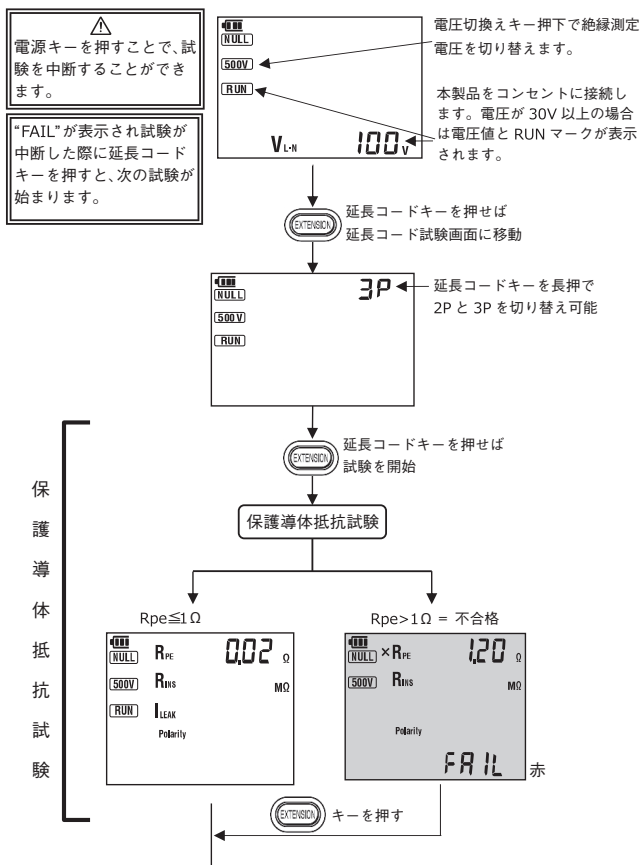 ⚠
電源キーを押すことで、試
験を中断することができ
ます。
“FAIL”が表示され試験が
中断した際に延長コード
キーを押すと、次の試験が
始まります。
NULL
500V
RUN
VL-N 100V
電圧切換えキー押下で絶縁測定
電圧を切り替えます。
本製品をコンセントに接続し
ます。電圧が 30V 以上の場合
は電圧値と RUN マークが表示
されます。
EXTENSION
延長コードキーを押せば
延長コード試験画面に移動
NULL 3P
500V
RUN
延長コードキーを長押で
2P と 3P を切り替え可能
EXTENSION
延長コードキーを押せば
試験を開始
保護導体抵抗試験
保護導体抵抗試験
Rpe≦1Ω
NULL RPE 0.02 Ω
500V RINS MΩ
RUN ILEAK
Polarity
Rpe>1Ω = 不合格
NULL ×RPE 1.20 Ω
500V RINS MΩ
Polarity
FAIL 赤
EXTENSION キーを押す